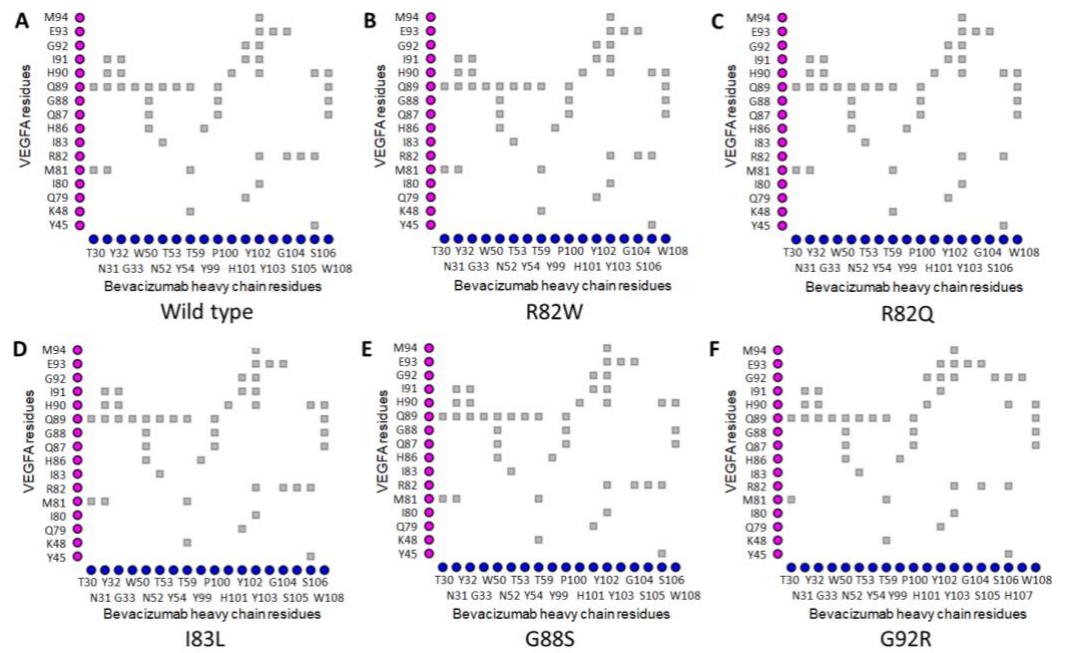 A
VEGFA residues
M94
E93
G92
I91
H90
Q89
G88
Q87
H86
I83
R82
M81
I80
Q79
K48
Y45
T30 Y32 W50 T53 T59 P100 Y102 G104 S106
N31 G33 N52 Y54 Y99 H101 Y103 S105 W108
Bevacizumab heavy chain residues
Wild type
B
VEGFA residues
M94
E93
G92
I91
H90
Q89
G88
Q87
H86
I83
R82
M81
I80
Q79
K48
Y45
T30 Y32 W50 T53 T59 P100 Y102 G104 W108
N31 G33 N52 Y54 Y99 H101 Y103 S106
Bevacizumab heavy chain residues
R82W
C
VEGFA residues
M94
E93
G92
I91
H90
Q89
G88
Q87
H86
I83
R82
M81
I80
Q79
K48
Y45
T30 Y32 W50 T53 T59 P100 Y102 G104 W108
N31 G33 N52 Y54 Y99 H101 Y103 S106
Bevacizumab heavy chain residues
R82Q
D
VEGFA residues
M94
E93
G92
I91
H90
Q89
G88
Q87
H86
I83
R82
M81
I80
Q79
K48
Y45
T30 Y32 W50 T53 T59 P100 Y102 G104 S106
N31 G33 N52 Y54 Y99 H101 Y103 S105 W108
Bevacizumab heavy chain residues
I83L
E
VEGFA residues
M94
E93
G92
I91
H90
Q89
G88
Q87
H86
I83
R82
M81
I80
Q79
K48
Y45
T30 Y32 W50 T53 T59 P100 Y102 G104 S106
N31 G33 N52 Y54 Y99 H101 Y103 S105 W108
Bevacizumab heavy chain residues
G88S
F
VEGFA residues
M94
E93
G92
I91
H90
Q89
G88
Q87
H86
I83
R82
M81
I80
Q79
K48
Y45
T30 Y32 W50 T53 T59 P100 Y102 G104 S106 W108
N31 G33 N52 Y54 Y99 H101 Y103 S105 H107
Bevacizumab heavy chain residues
G92R